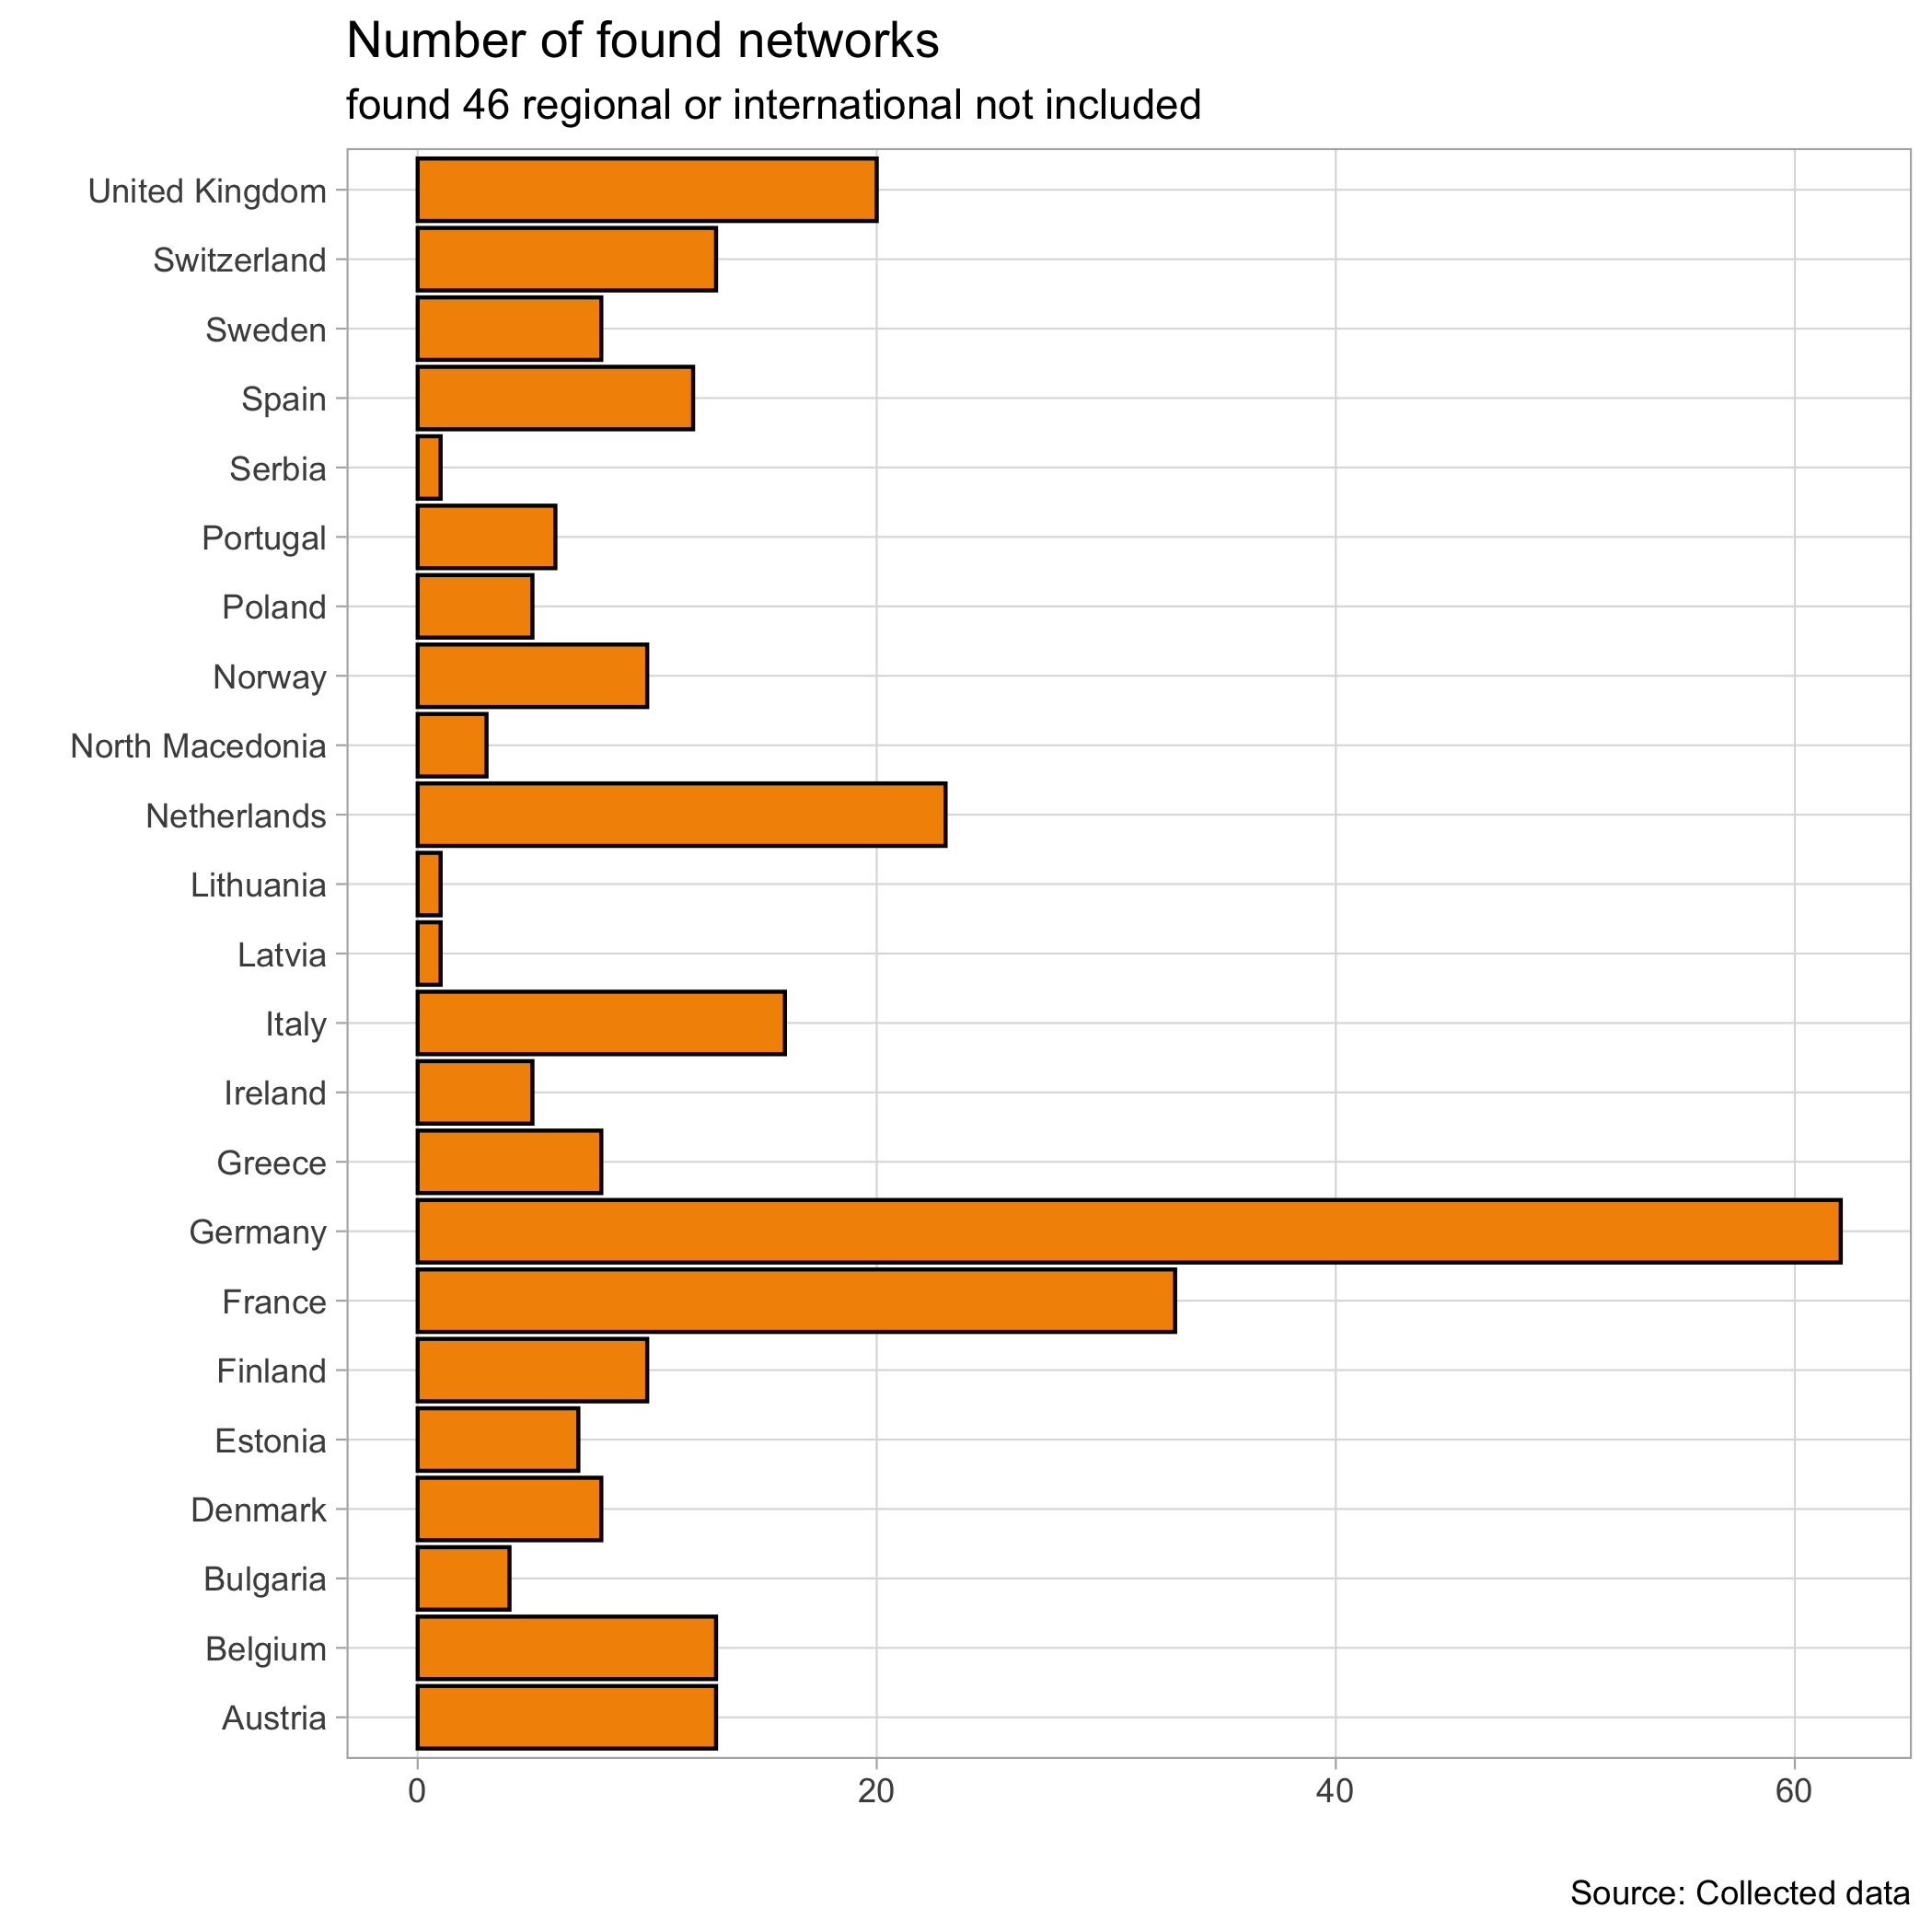 Number of found networks
found 46 regional or international not included
United Kingdom
Switzerland
Sweden
Spain
Serbia
Portugal
Poland
Norway
North Macedonia
Netherlands
Lithuania
Latvia
Italy
Ireland
Greece
Germany
France
Finland
Estonia
Denmark
Bulgaria
Belgium
Austria
0 20 40 60
Source: Collected data